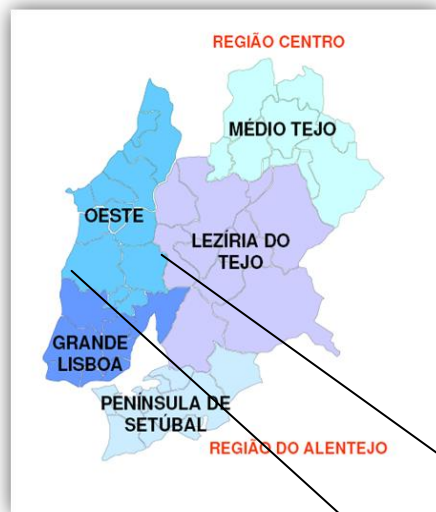 REGIÃO CENTRO
MÉDIO TEJO
OESTE
LEZÍRIA DO
TEJO
GRANDE
LISBOA
PENÍNSULA DE
SETÚBAL
REGIÃO DO ALENTEJO